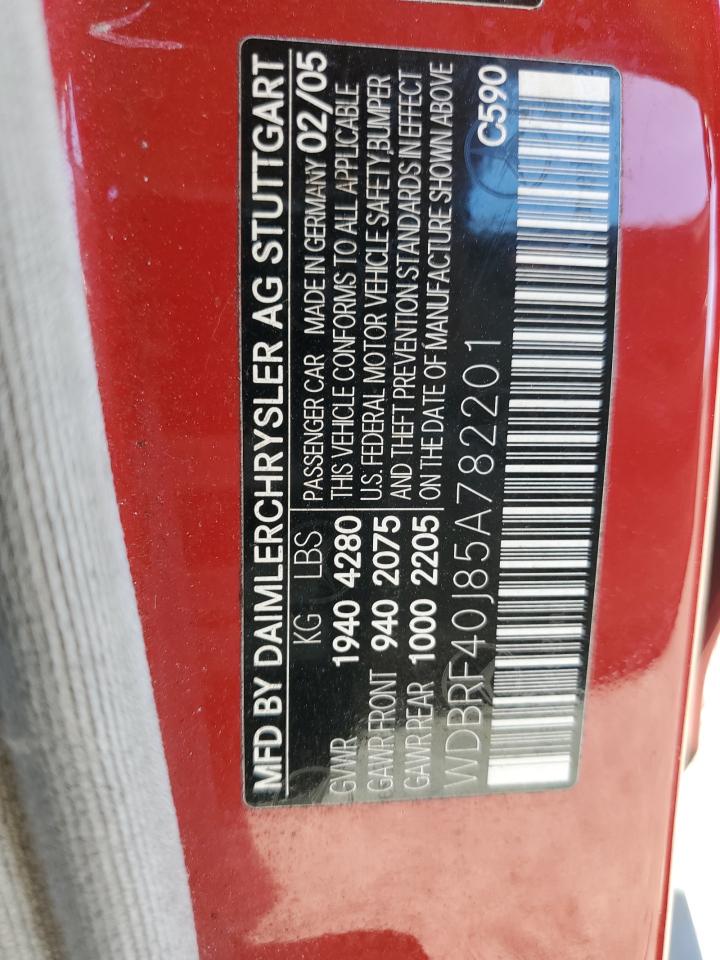 MFD BY DAIMLERCHRYSLER AG STUTTGART
KG LBS
GVWR 1940 4280
GAWR FRONT 940 2075
GAWR REAR 1000 2205
PASSENGER CAR MADE IN GERMANY 02/05
THIS VEHICLE CONFORMS TO ALL APPLICABLE
U.S. FEDERAL MOTOR VEHICLE SAFETY,BUMPER
AND THEFT PREVENTION STANDARDS IN EFFECT
ON THE DATE OF MANUFACTURE SHOWN ABOVE
WDBRF40J85A782201 C590